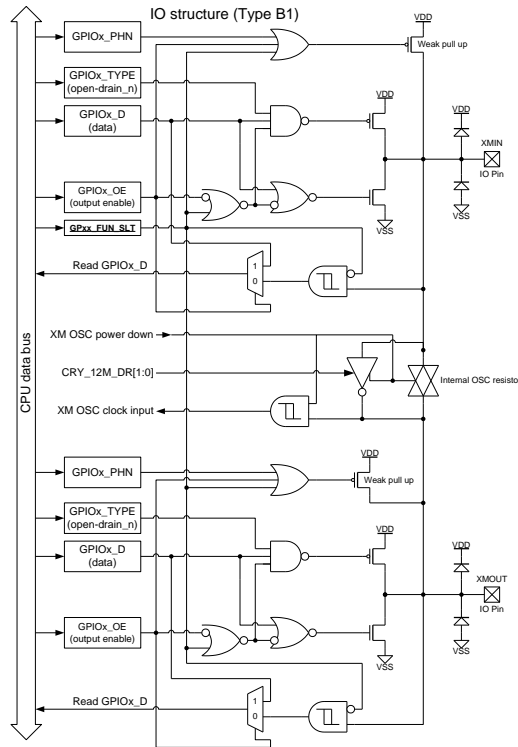 IO structure (Type B1)
VDD
GPIOx_PHN
Weak pull up
GPIOx_TYPE
(open-drain_n)
VDD
GPIOx_D
(data)
VDD
XMIN
IO Pin
GPIOx_OE
(output enable)
VSS
VSS
GPxx_FUN_SLT
Read GPIOx_D
1
0
XM OSC power down
CRY_12M_DR[1:0]
Internal OSC resisto
XM OSC clock input
CPU data bus
VDD
GPIOx_PHN
Weak pull up
GPIOx_TYPE
(open-drain_n)
VDD
GPIOx_D
(data)
VDD
XMOUT
IO Pin
GPIOx_OE
(output enable)
VSS
VSS
Read GPIOx_D
1
0